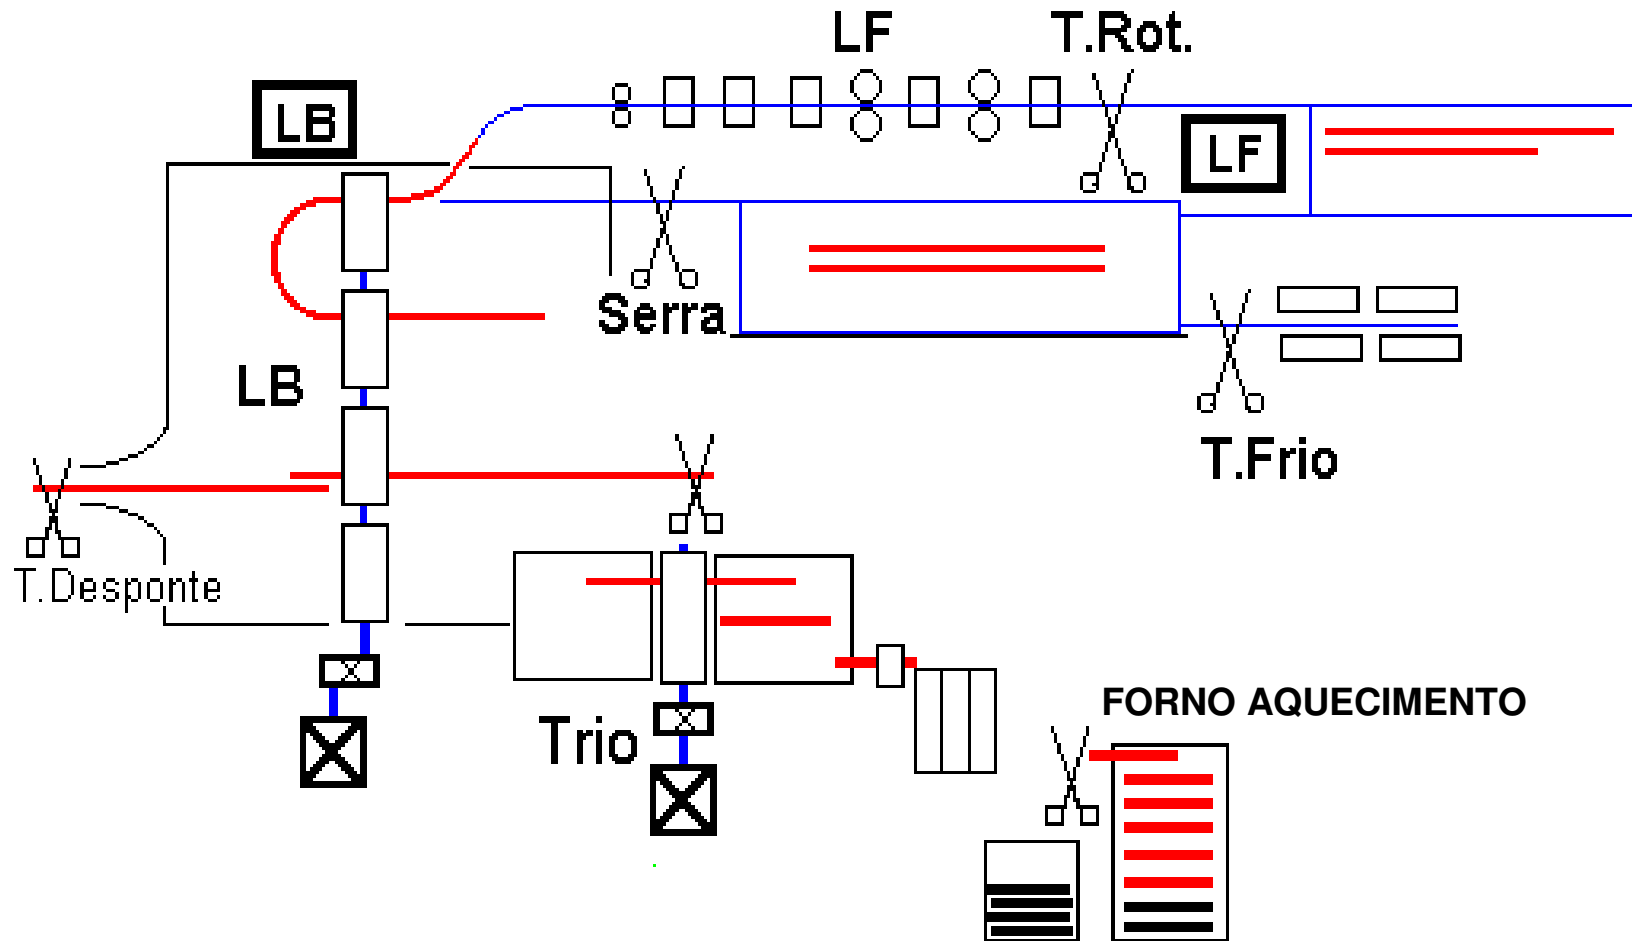 LF
T.Rot.
LB
LF
Serra
LB
T.Frio
T.Desponte
FORNO AQUECIMENTO
Trio